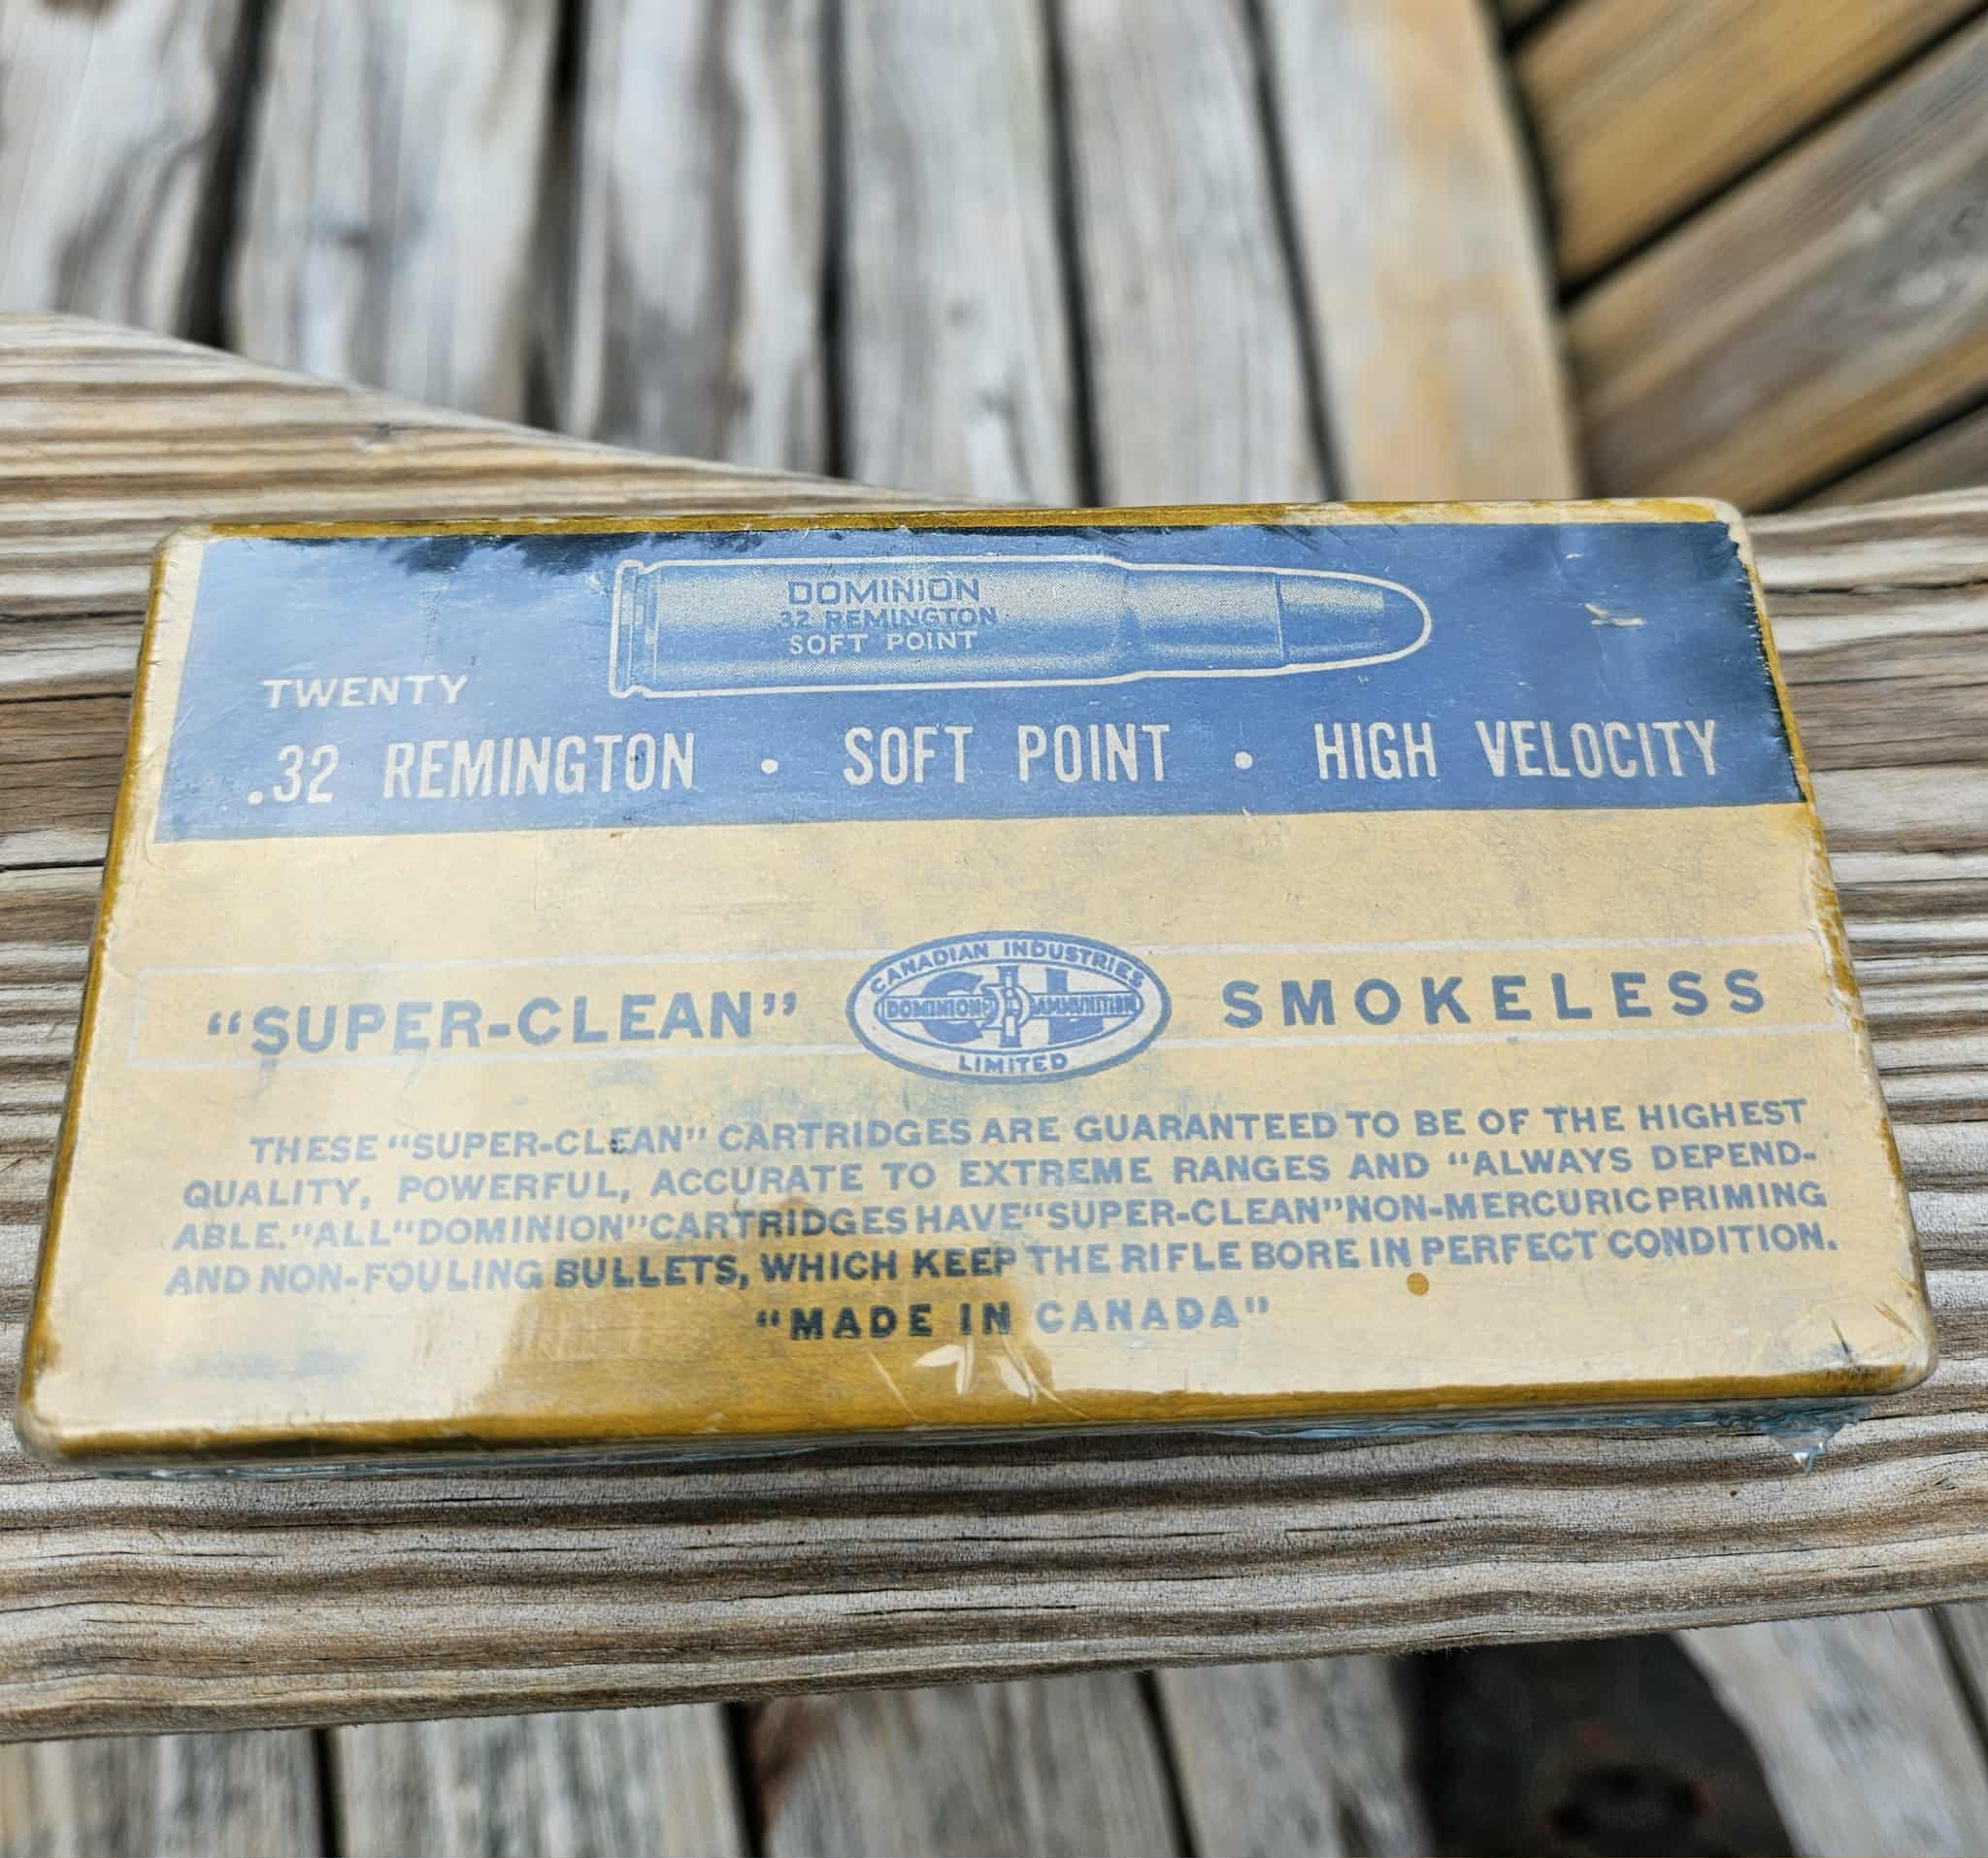 DOMINION
32 REMINGTON
SOFT POINT
TWENTY
.32 REMINGTON • SOFT POINT • HIGH VELOCITY
CANADIAN INDUSTRIES
"SUPER-CLEAN" DOMINION AMMUNITION SMOKELESS
LIMITED
THESE "SUPER-CLEAN" CARTRIDGES ARE GUARANTEED TO BE OF THE HIGHEST
QUALITY, POWERFUL, ACCURATE TO EXTREME RANGES AND "ALWAYS DEPEND-
ABLE." ALL "DOMINION" CARTRIDGES HAVE "SUPER-CLEAN" NON-MERCURIC PRIMING
AND NON-FOULING BULLETS, WHICH KEEP THE RIFLE BORE IN PERFECT CONDITION.
"MADE IN CANADA"